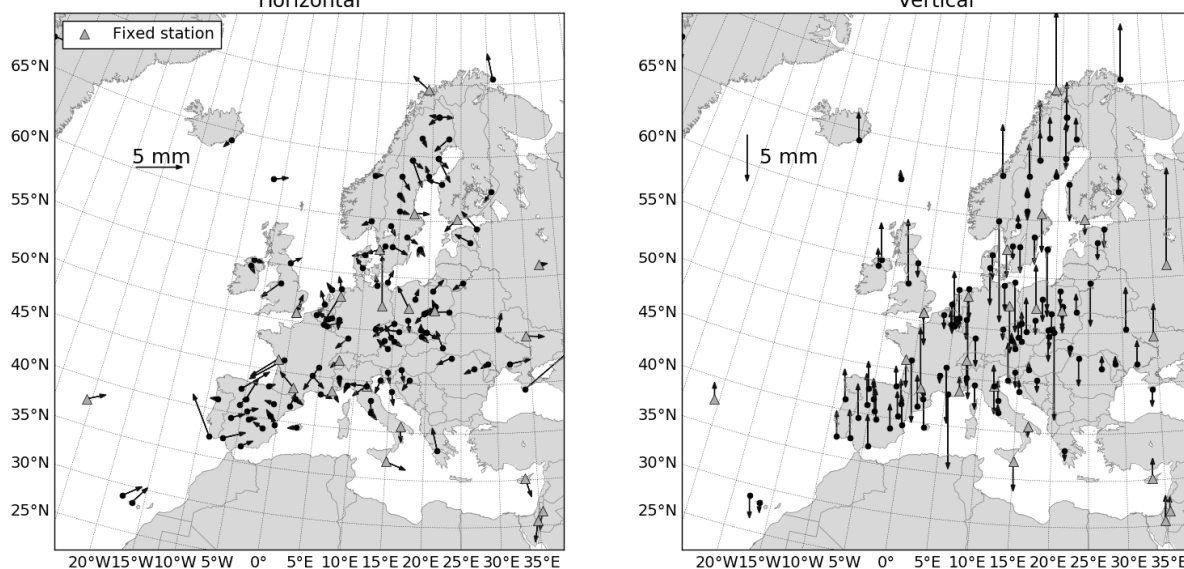 Horizontal
Vertical
Fixed station
65°N
60°N
55°N
50°N
45°N
40°N
35°N
30°N
25°N
5 mm
20°W15°W10°W 5°W 0° 5°E 10°E 15°E 20°E 25°E 30°E 35°E
65°N
60°N
55°N
50°N
45°N
40°N
35°N
30°N
25°N
5 mm
20°W15°W10°W 5°W 0° 5°E 10°E 15°E 20°E 25°E 30°E 35°E